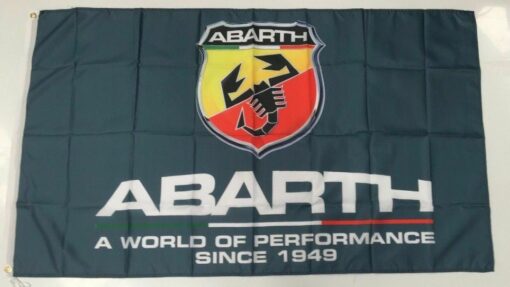 ABARTH
ABARTH
A WORLD OF PERFORMANCE
SINCE 1949